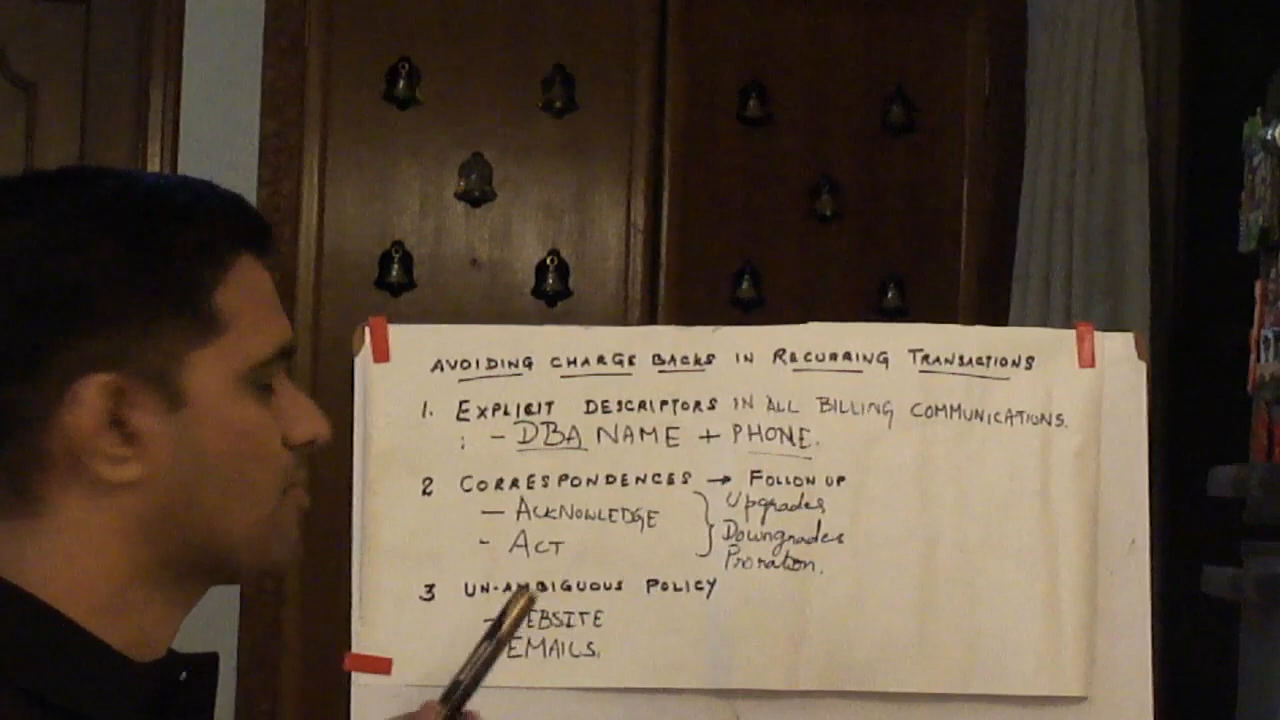 AVOIDING CHARGE BACKS IN RECURRING TRANSACTIONS
1. EXPLICIT DESCRIPTORS IN ALL BILLING COMMUNICATIONS.
: - DBA NAME + PHONE.
2 CORRESPONDENCES → FOLLOW UP
— ACKNOWLEDGE } Upgrades
- ACT Downgrades
Proration.
3 UN-AMBIGUOUS POLICY
- WEBSITE
EMAILS.